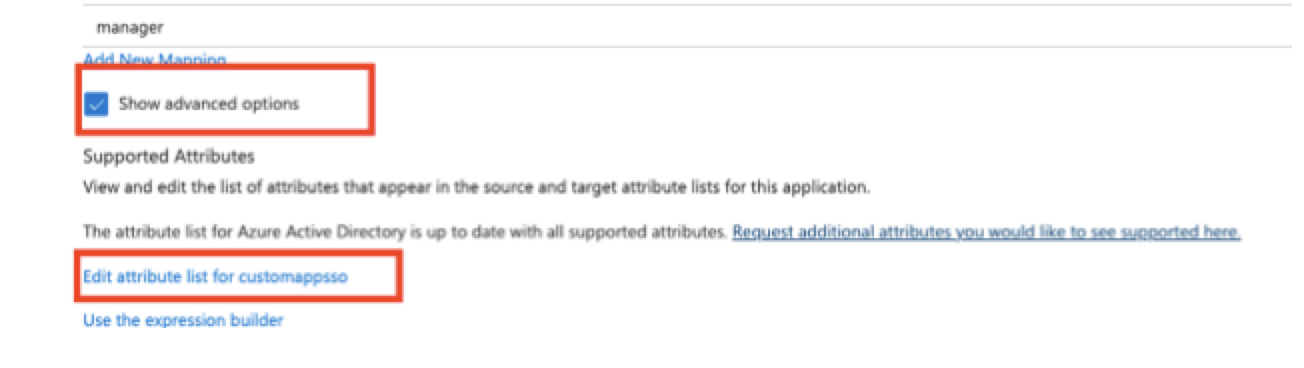 manager
Add New Mapping
Show advanced options
Supported Attributes
View and edit the list of attributes that appear in the source and target attribute lists for this application.
The attribute list for Azure Active Directory is up to date with all supported attributes. Request additional attributes you would like to see supported here.
Edit attribute list for customappsso
Use the expression builder